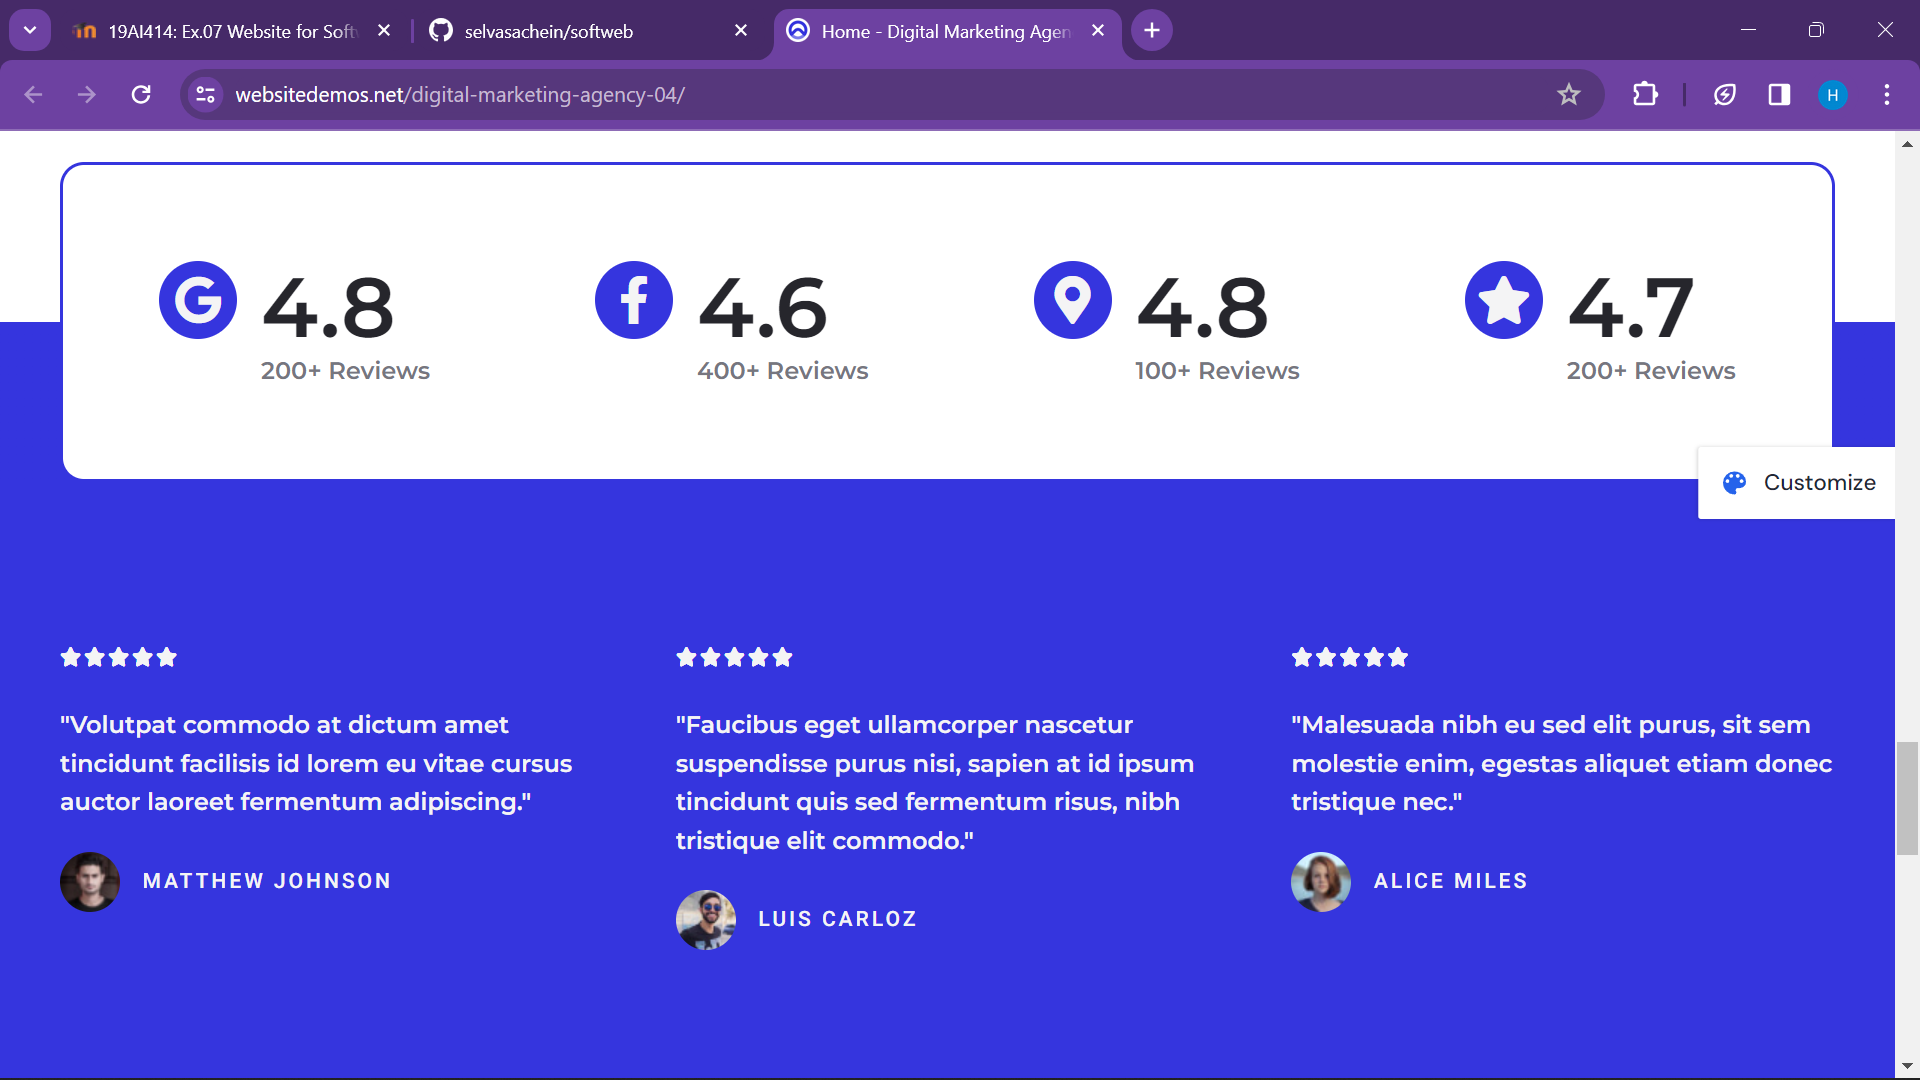 19AI414: Ex.07 Website for Soft
selvasachein/softweb
Home - Digital Marketing Agen
websitedemos.net/digital-marketing-agency-04/
H
4.8
200+ Reviews
4.6
400+ Reviews
4.8
100+ Reviews
4.7
200+ Reviews
Customize
"Volutpat commodo at dictum amet
tincidunt facilisis id lorem eu vitae cursus
auctor laoreet fermentum adipiscing."
MATTHEW JOHNSON
"Faucibus eget ullamcorper nascetur
suspendisse purus nisi, sapien at id ipsum
tincidunt quis sed fermentum risus, nibh
tristique elit commodo."
LUIS CARLOZ
"Malesuada nibh eu sed elit purus, sit sem
molestie enim, egestas aliquet etiam donec
tristique nec."
ALICE MILES